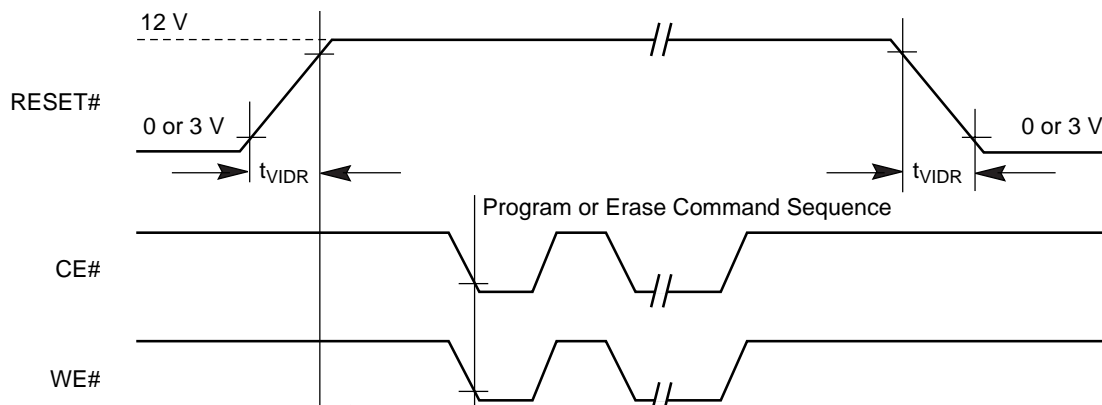 12 V
RESET#
0 or 3 V
0 or 3 V
tVIDR
tVIDR
Program or Erase Command Sequence
CE#
WE#